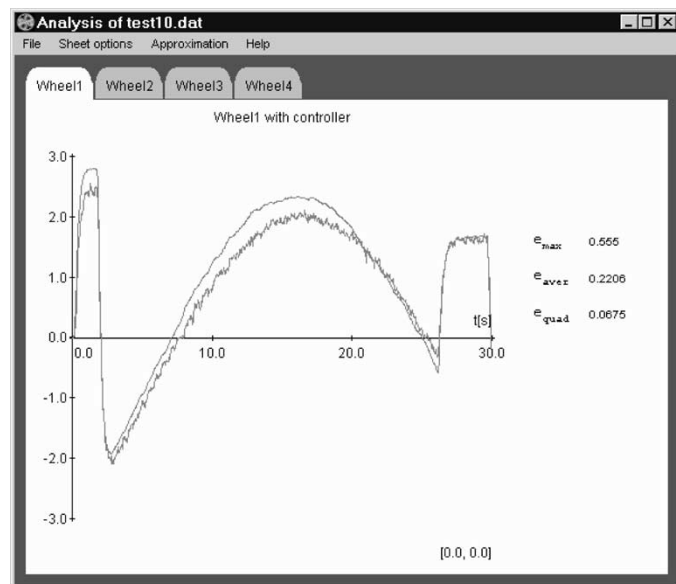 Analysis of test10.dat
File Sheet options Approximation Help
Wheel1 Wheel2 Wheel3 Wheel4
Wheel1 with controller
3.0
2.0
1.0
0.0
-1.0
-2.0
-3.0
t[s]
0.0 10.0 20.0 30.0
e max 0.555
e aver 0.2206
e quad 0.0675
[0.0, 0.0]